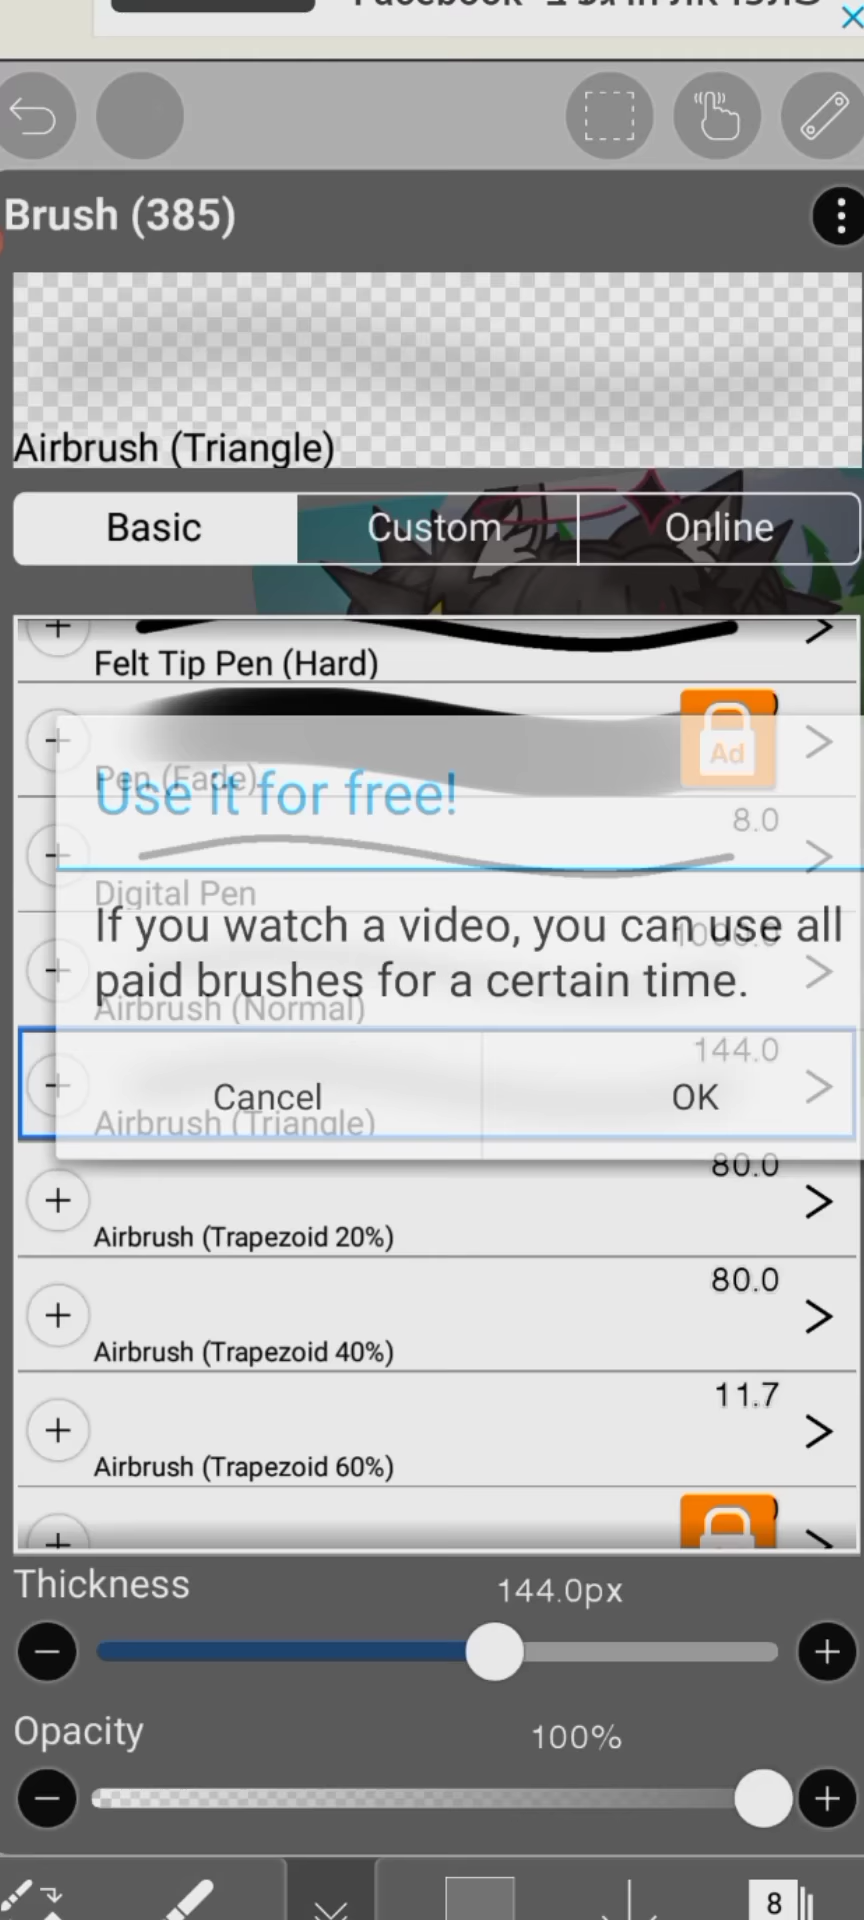 Facebook
Brush (385)
Airbrush (Triangle)
Basic
Custom
Online
Felt Tip Pen (Hard)
Ad
Pen (Fade)
Use it for free!
8.0
Digital Pen
If you watch a video, you can use all
paid brushes for a certain time.
Airbrush (Normal)
144.0
Cancel
OK
Airbrush (Triangle)
80.0
Airbrush (Trapezoid 20%)
80.0
Airbrush (Trapezoid 40%)
11.7
Airbrush (Trapezoid 60%)
Thickness
144.0px
Opacity
100%
8